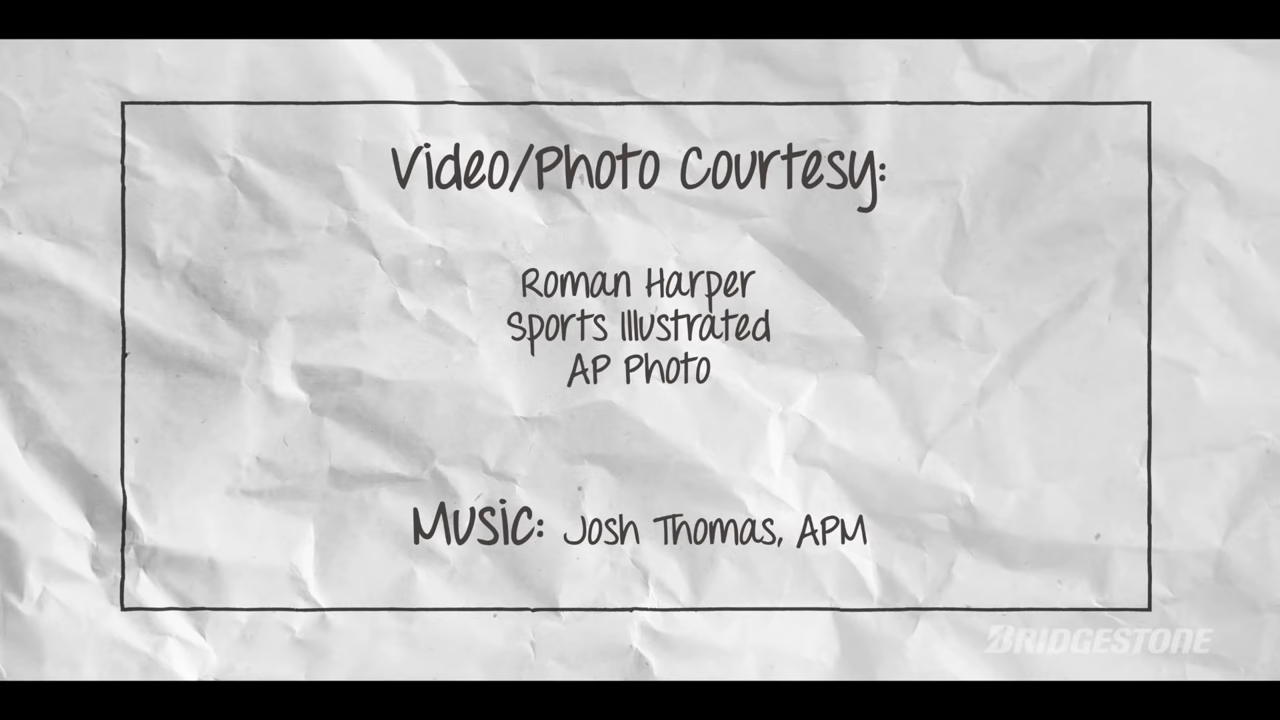 Video/Photo Courtesy:
Roman Harper
Sports Illustrated
AP Photo
Music: Josh Thomas, APM
BRIDGESTONE